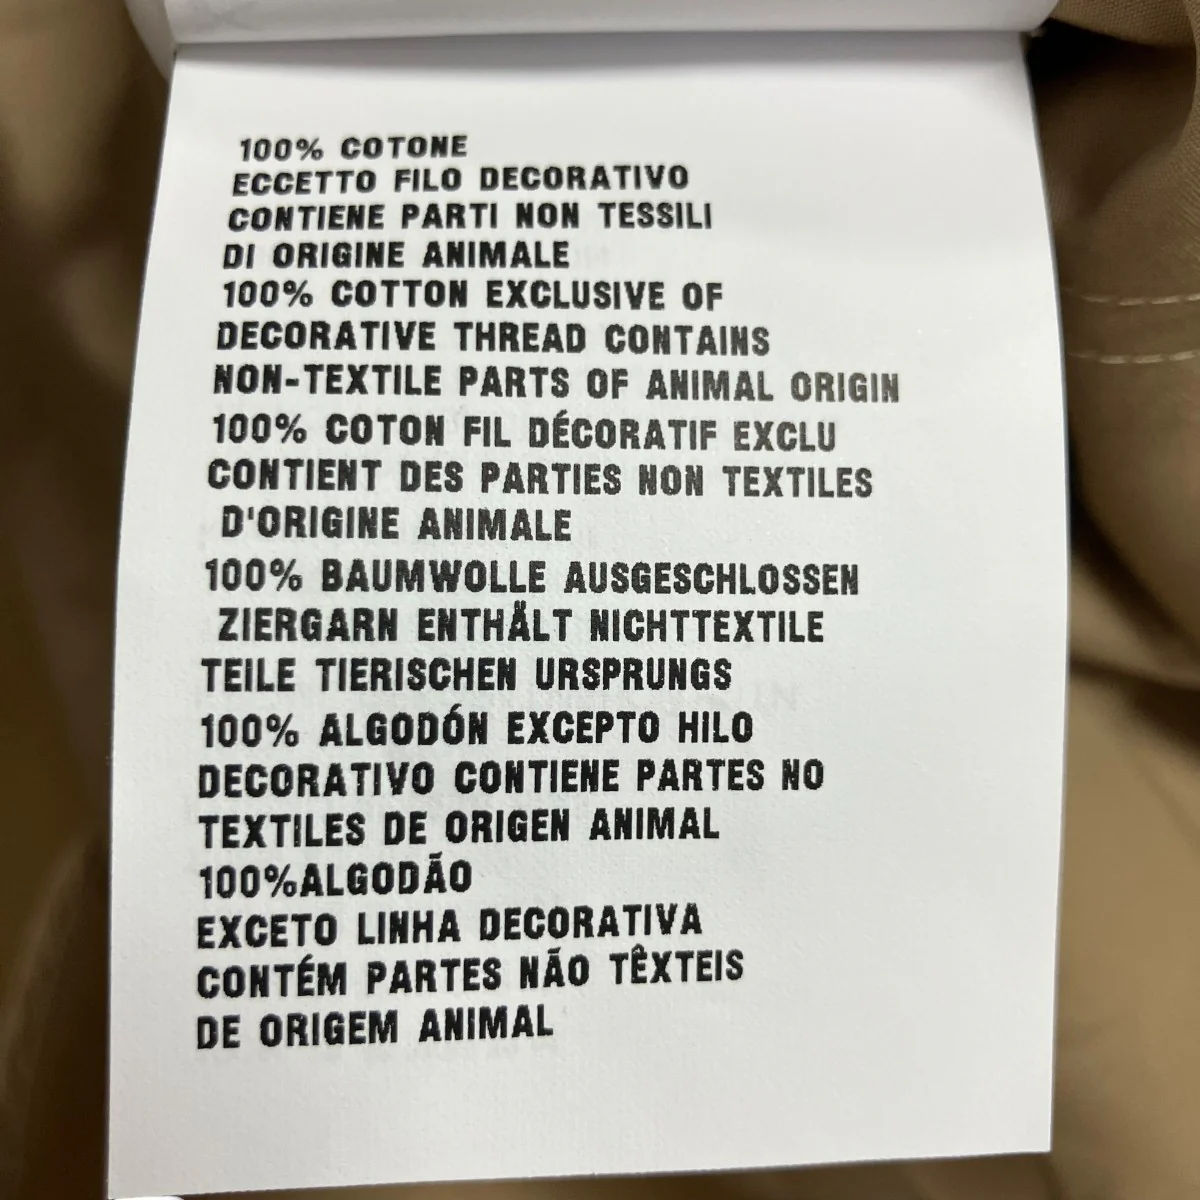 100% COTONE
ECCETTO FILO DECORATIVO
CONTIENE PARTI NON TESSILI
DI ORIGINE ANIMALE
100% COTTON EXCLUSIVE OF
DECORATIVE THREAD CONTAINS
NON-TEXTILE PARTS OF ANIMAL ORIGIN
100% COTON FIL DÉCORATIF EXCLU
CONTIENT DES PARTIES NON TEXTILES
D'ORIGINE ANIMALE
100% BAUMWOLLE AUSGESCHLOSSEN
ZIERGARN ENTHÄLT NICHTTEXTILE
TEILE TIERISCHEN URSPRUNGS
100% ALGODÓN EXCEPTO HILO
DECORATIVO CONTIENE PARTES NO
TEXTILES DE ORIGEN ANIMAL
100%ALGODÃO
EXCETO LINHA DECORATIVA
CONTÉM PARTES NÃO TÊXTEIS
DE ORIGEM ANIMAL